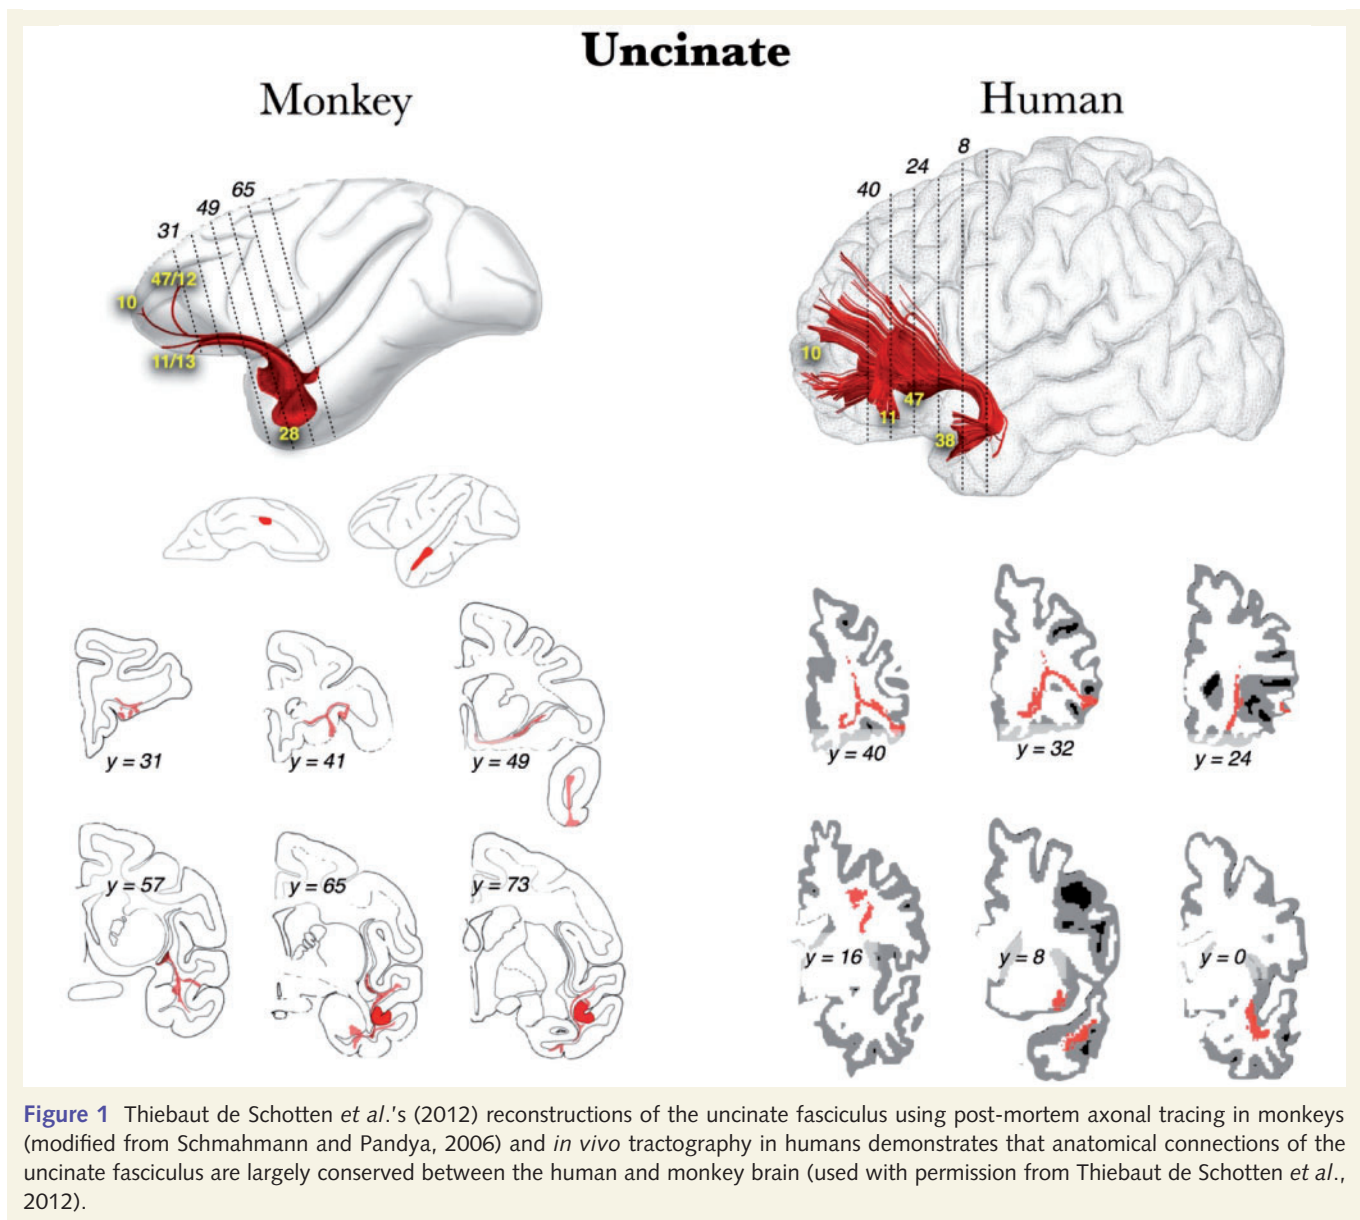 Uncinate
Monkey
Human
65
49
31
47/12
10
11/13
28
8
24
40
10
47
11
38
y = 31
y = 41
y = 49
y = 57
y = 65
y = 73
y = 40
y = 32
y = 24
y = 16
y = 8
y = 0
Figure 1 Thiebaut de Schotten et al.'s (2012) reconstructions of the uncinate fasciculus using post-mortem axonal tracing in monkeys
(modified from Schmahmann and Pandya, 2006) and in vivo tractography in humans demonstrates that anatomical connections of the
uncinate fasciculus are largely conserved between the human and monkey brain (used with permission from Thiebaut de Schotten et al.,
2012).